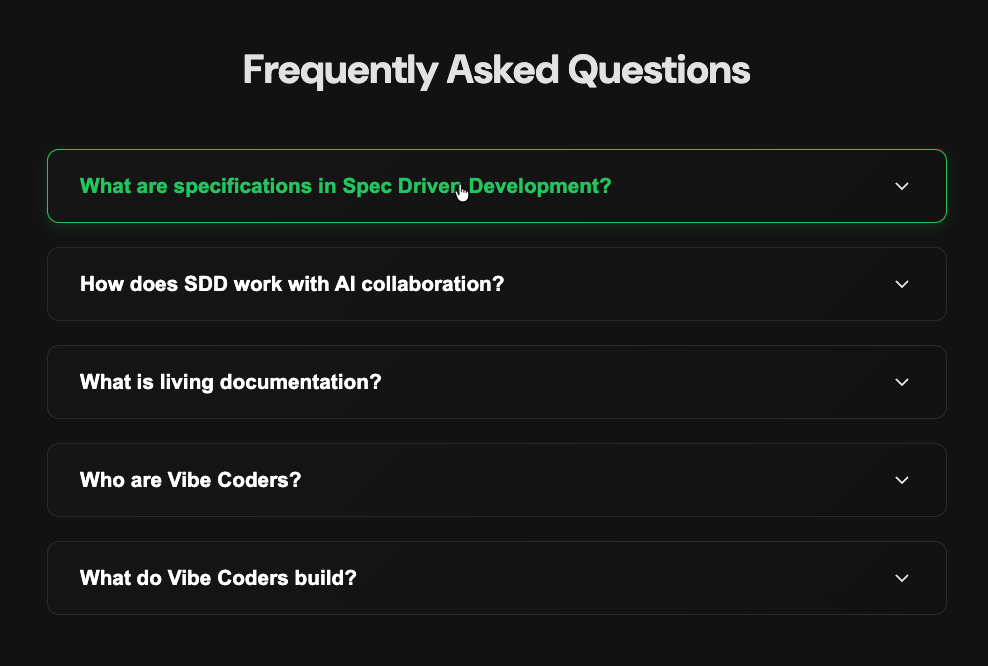 Frequently Asked Questions
What are specifications in Spec Driven Development?
How does SDD work with AI collaboration?
What is living documentation?
Who are Vibe Coders?
What do Vibe Coders build?